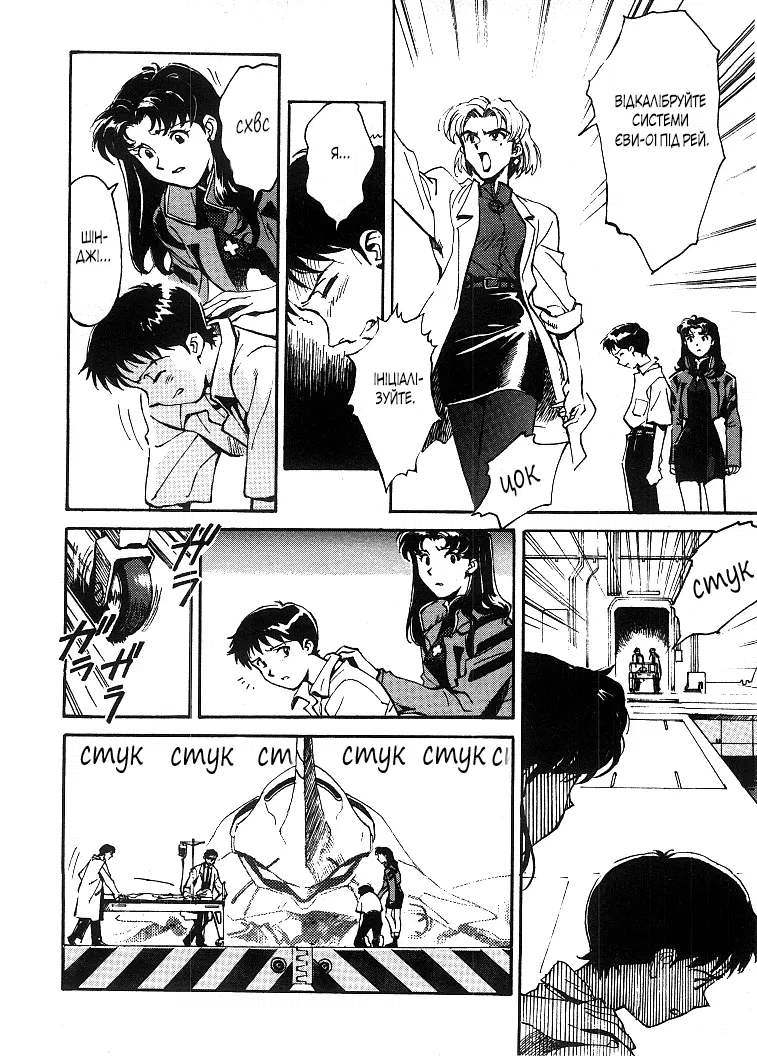 ВІДКАЛІБРУЙТЕ
СИСТЕМИ
ЄВИ-01 ПІД РЕЙ.
ІНІЦІАЛІ-
ЗУЙТЕ.
ЦОК
Я...
СХВС
ШІН-
ДЖІ...
СТУК
ガラ
ガラ
ガラ
СТУК СТУК СТ СТУК СТУК С